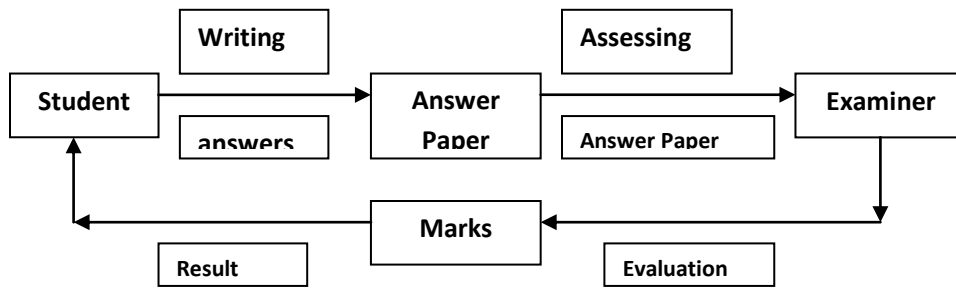 Writing
Assessing
Student
Answer
Paper
Examiner
answers
Answer Paper
Marks
Result
Evaluation